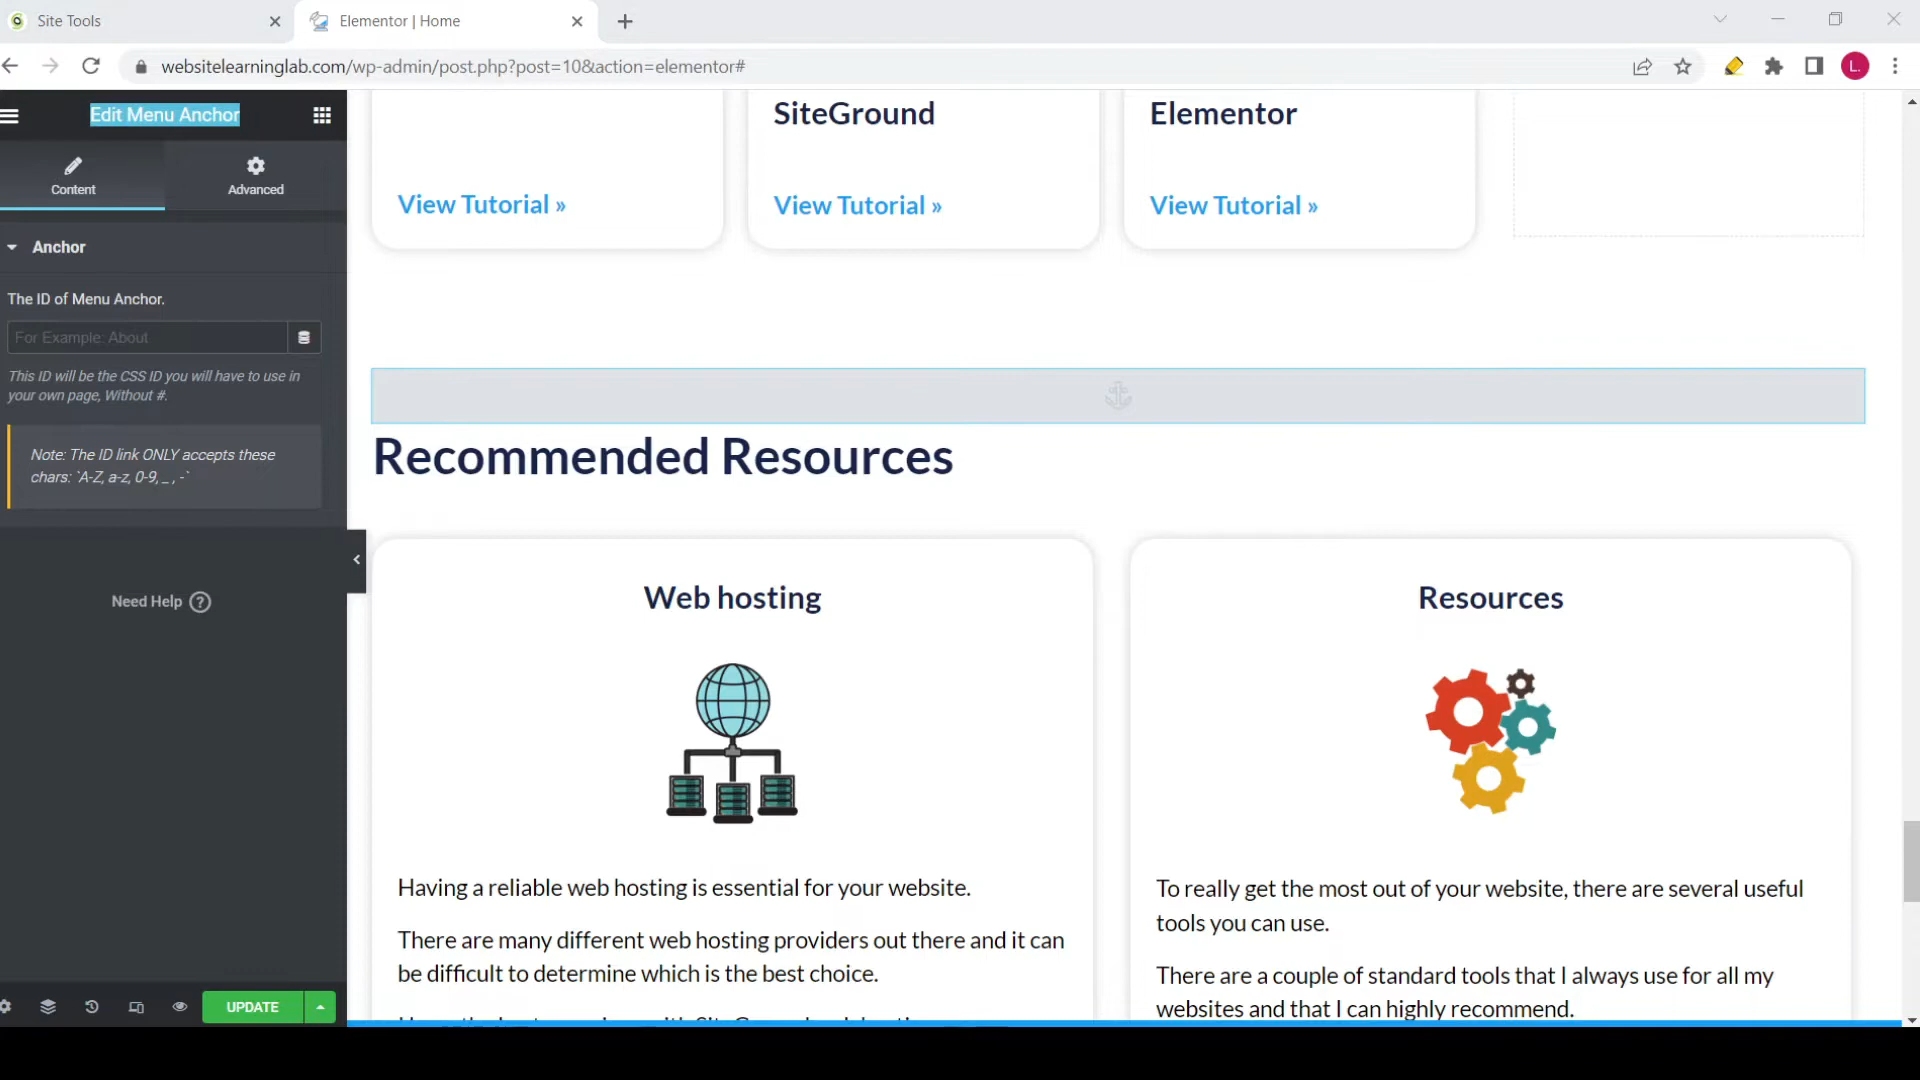 Site Tools
Elementor | Home
websitelearninglab.com/wp-admin/post.php?post=10&action=elementor#
L.
Edit Menu Anchor
Content
Advanced
Anchor
The ID of Menu Anchor.
For Example: About
This ID will be the CSS ID you will have to use in
your own page, Without #.
Note: The ID link ONLY accepts these
chars: `A-Z, a-z, 0-9, _ , -`
Need Help
UPDATE
SiteGround
Elementor
View Tutorial »
View Tutorial »
View Tutorial »
Recommended Resources
Web hosting
Having a reliable web hosting is essential for your website.
There are many different web hosting providers out there and it can
be difficult to determine which is the best choice.
Resources
To really get the most out of your website, there are several useful
tools you can use.
There are a couple of standard tools that I always use for all my
websites and that I can highly recommend.